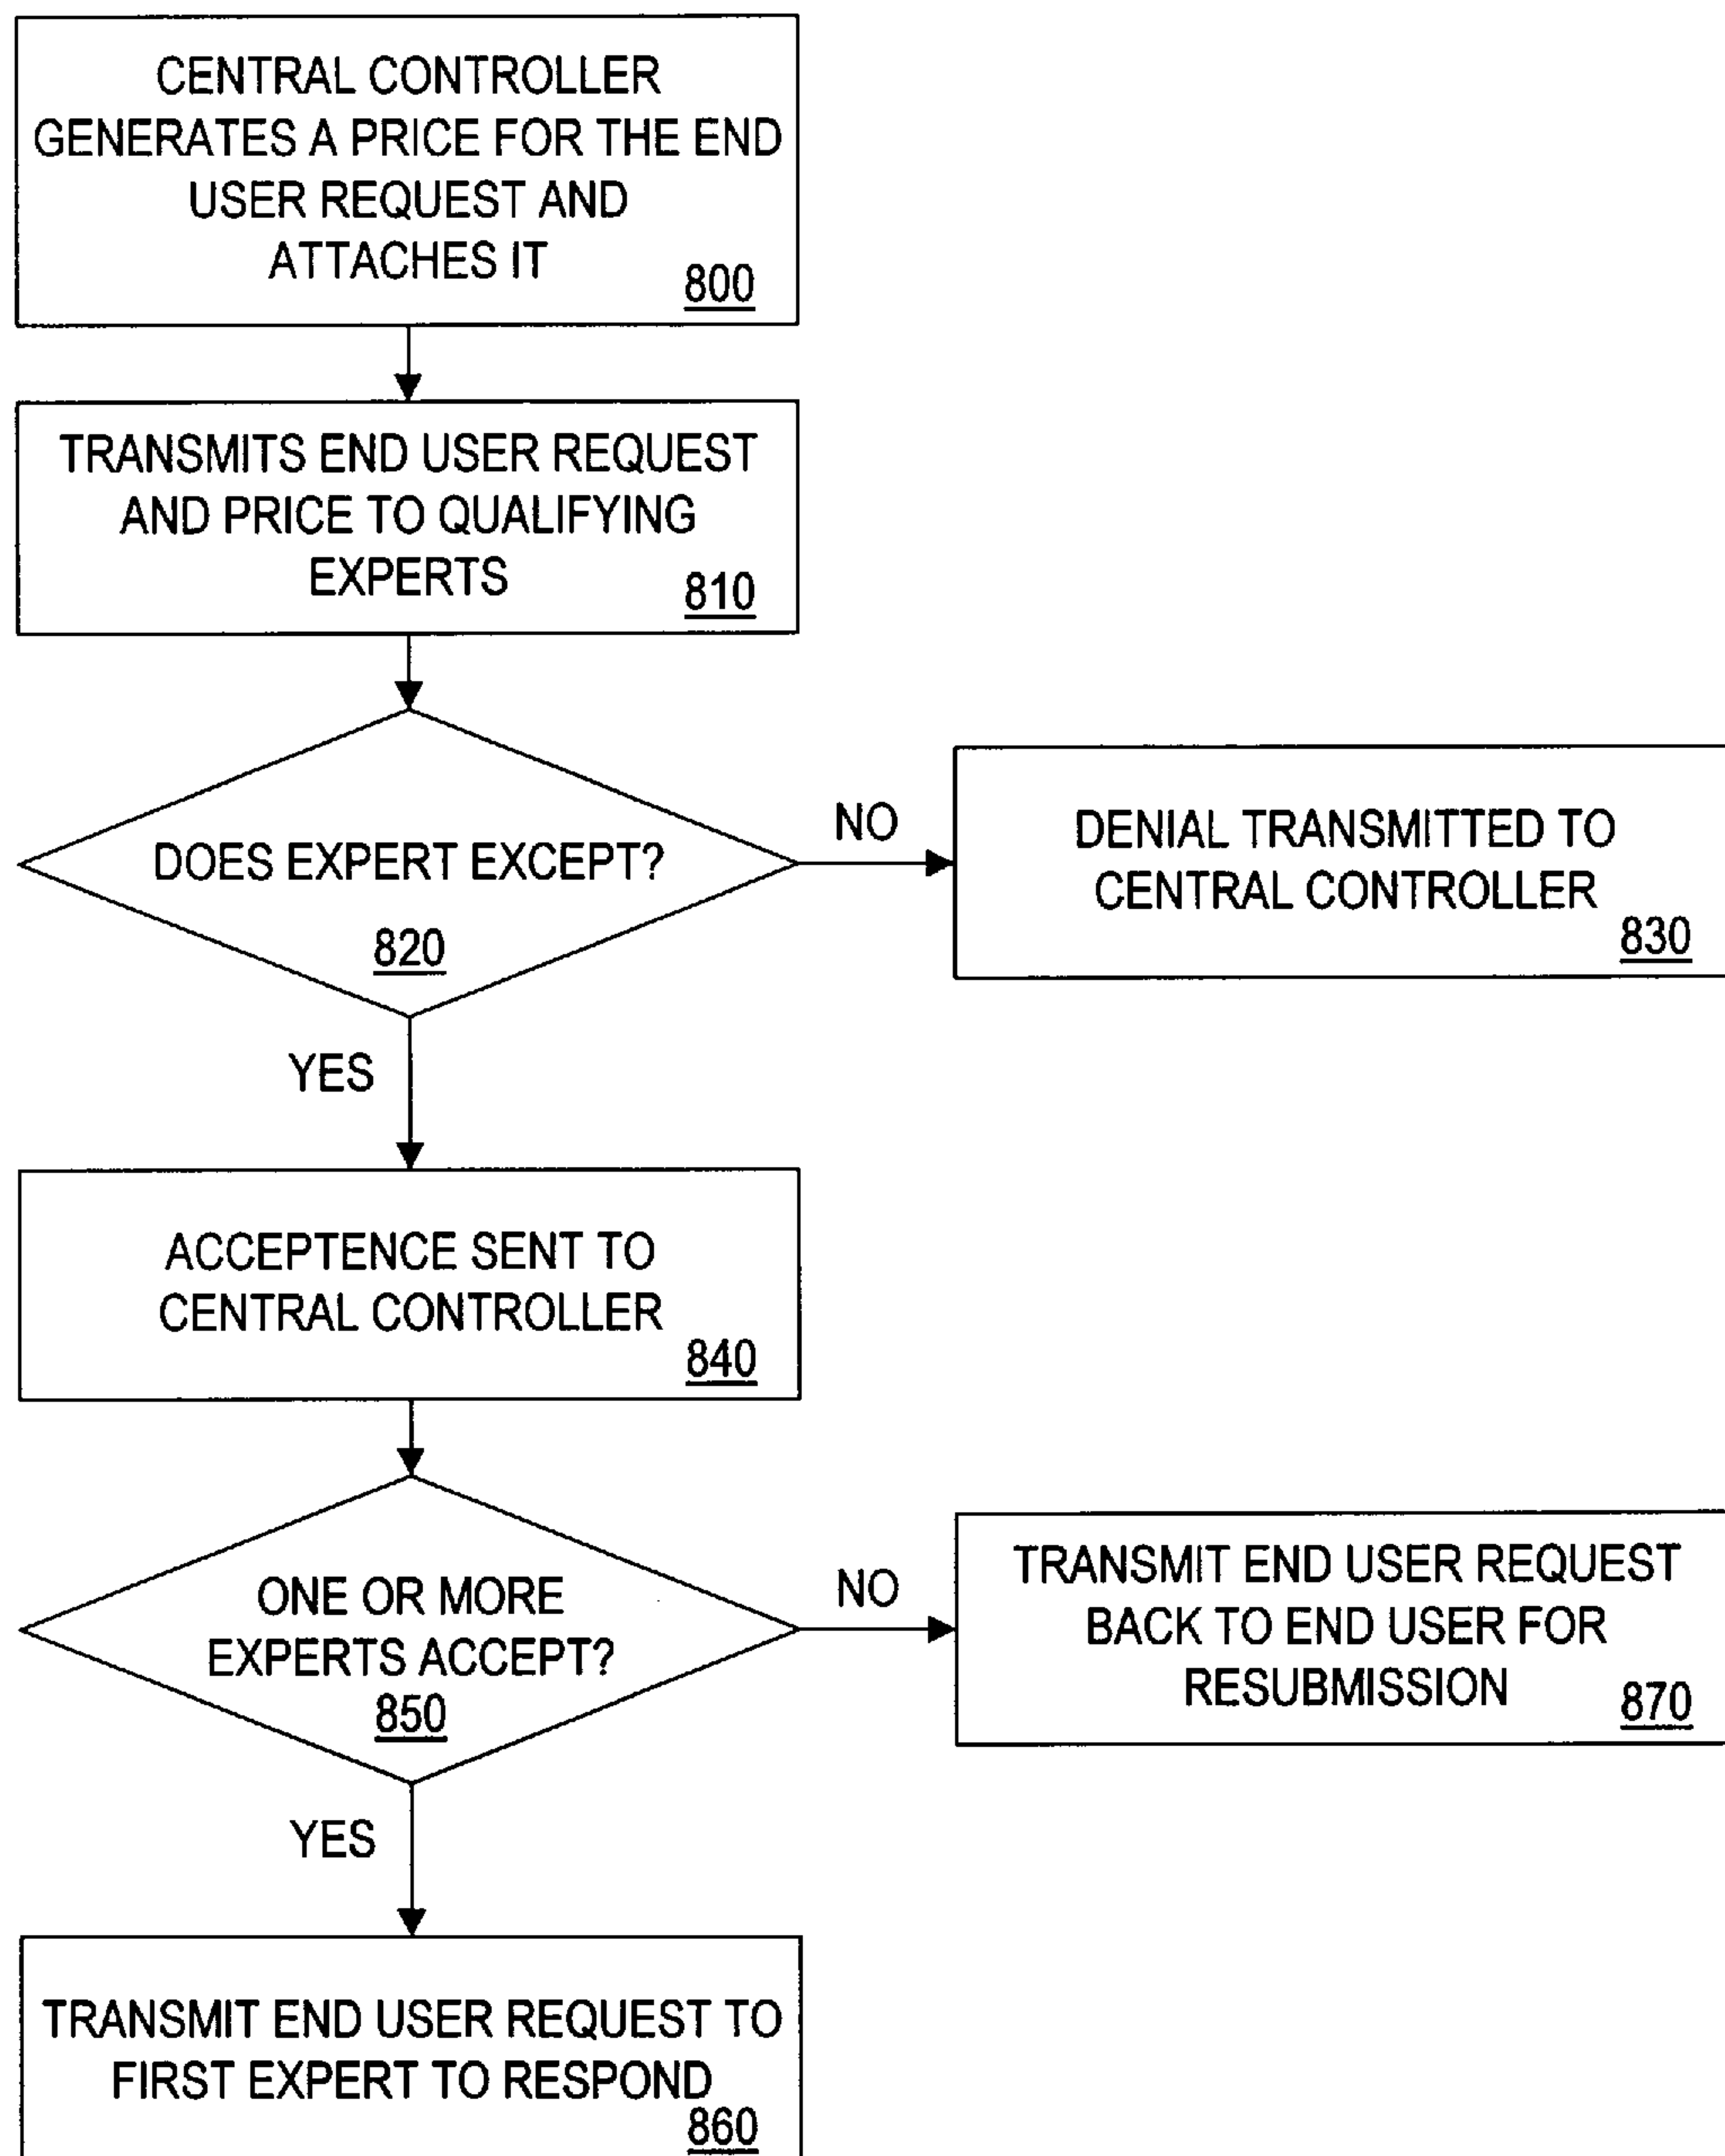 CENTRAL CONTROLLER
GENERATES A PRICE FOR THE END
USER REQUEST AND
ATTACHES IT
800
TRANSMITS END USER REQUEST
AND PRICE TO QUALIFYING
EXPERTS
810
DOES EXPERT EXCEPT?
820
NO
DENIAL TRANSMITTED TO
CENTRAL CONTROLLER
830
YES
ACCEPTENCE SENT TO
CENTRAL CONTROLLER
840
ONE OR MORE
EXPERTS ACCEPT?
850
NO
TRANSMIT END USER REQUEST
BACK TO END USER FOR
RESUBMISSION
870
YES
TRANSMIT END USER REQUEST TO
FIRST EXPERT TO RESPOND
860